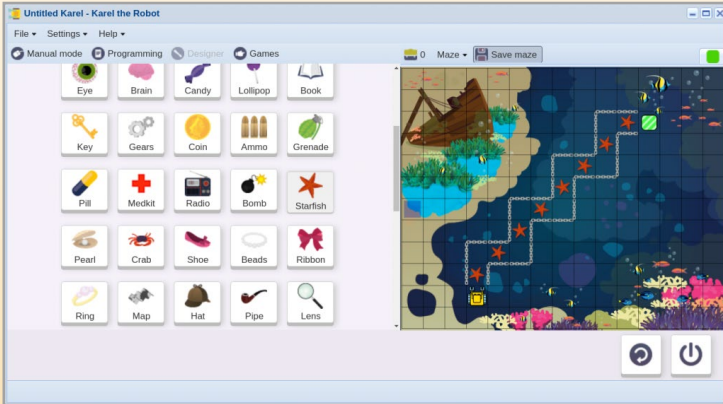 Untitled Karel - Karel the Robot
File Settings Help
Manual mode Programming Designer Games
0 Maze Save maze
Eye Brain Candy Lollipop Book
Key Gears Coin Ammo Grenade
Pill Medkit Radio Bomb Starfish
Pearl Crab Shoe Beads Ribbon
Ring Map Hat Pipe Lens